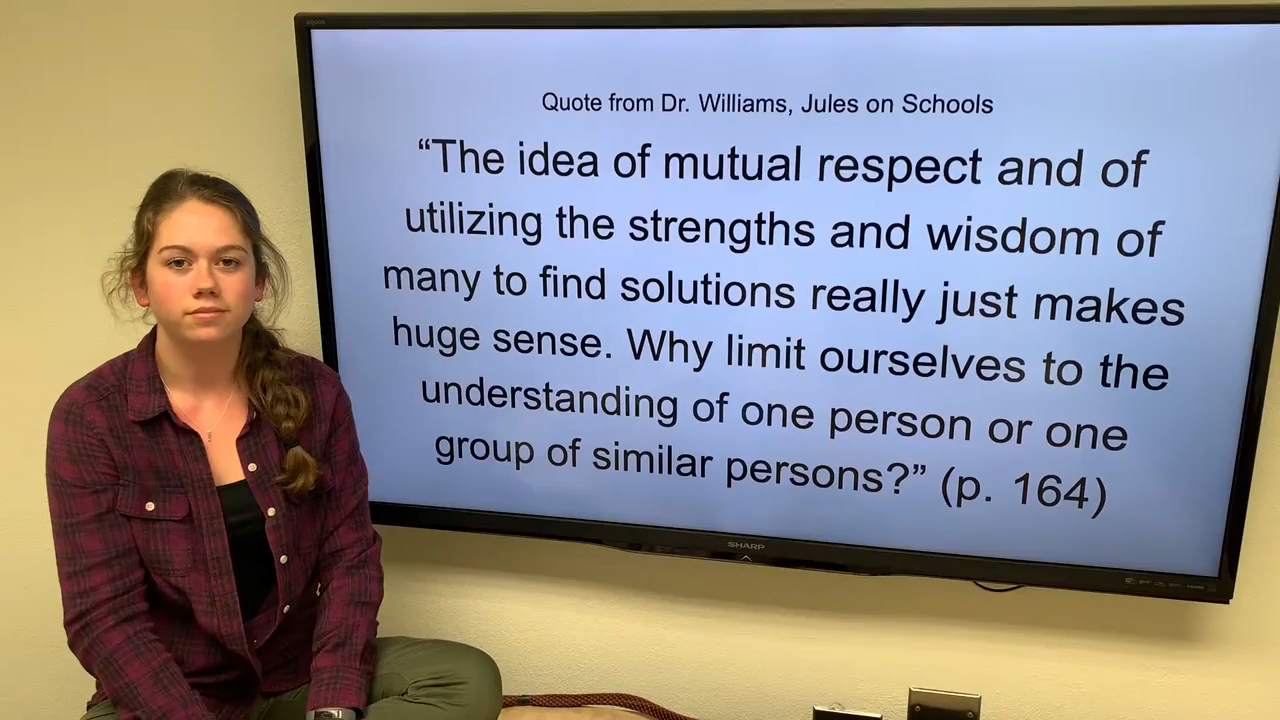 Quote from Dr. Williams, Jules on Schools
“The idea of mutual respect and of
utilizing the strengths and wisdom of
many to find solutions really just makes
huge sense. Why limit ourselves to the
understanding of one person or one
group of similar persons?” (p. 164)
SHARP